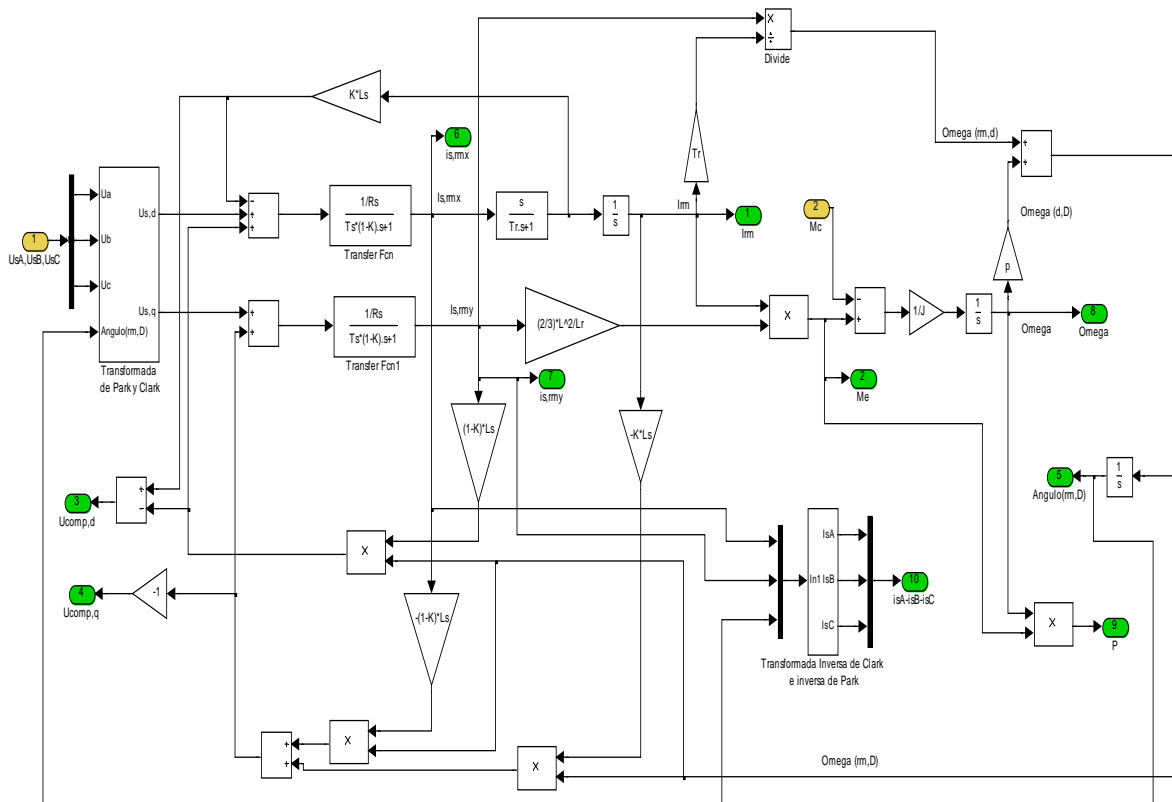 X
÷
Divide
K*Ls
6
is,rmx
Tr
Omega (rm,d)
+
+
Ua
Ub
Uc
Angulo(rm,D)
Us,d
Us,q
1
UsA,UsB,UsC
Transformada
de Park y Clark
-
+
+
1/Rs
Ts*(1-K).s+1
Transfer Fcn
Is,rmx
s
Tr.s+1
1
s
Irm
1
Irm
2
Mc
Omega (d,D)
p
+
+
1/Rs
Ts*(1-K).s+1
Transfer Fcn1
Is,rmy
(2/3)*L^2/Lr
X
-
+
1/J
1
s
Omega
8
Omega
7
is,rmy
2
Me
(1-K)*Ls
-K*Ls
+
-
3
Ucomp,d
1
s
5
Angulo(rm,D)
X
-1
4
Ucomp,q
-(1-K)*Ls
In1
IsA
IsB
IsC
10
isA-isB-isC
Transformada Inversa de Clark
e inversa de Park
X
9
P
+
+
X
X
Omega (rm,D)